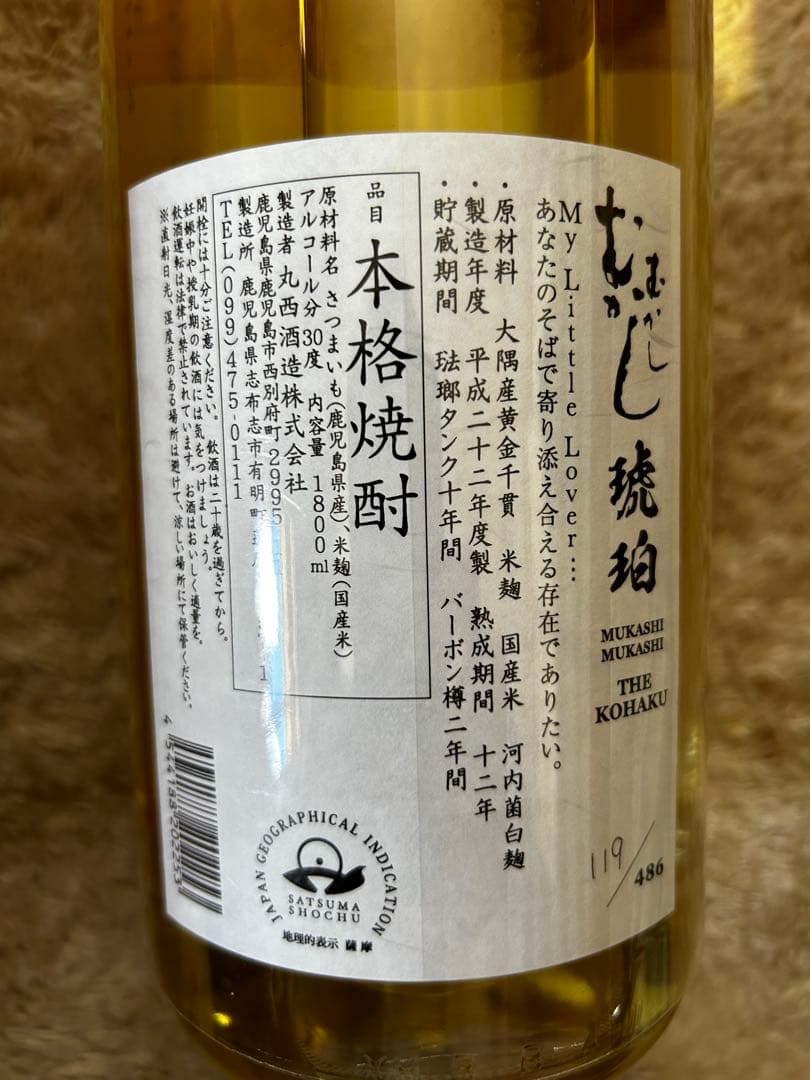 むかしむかし 琥珀
MUKASHI
MUKASHI
THE
KOHAKU
119/486
My Little Lover…
あなたのそばで寄り添え合える存在でありたい。
・原材料 大隅産黄金千貫 米麹 国産米 河内菌白麹
・製造年度 平成二十二年度製 熟成期間 十二年
・貯蔵期間 琺瑯タンク十年間 バーボン樽二年間
品目 本格焼酎
原材料名 さつまいも(鹿児島県産)、米麹(国産米)
アルコール分 30度 内容量 1800ml
製造者 丸西酒造株式会社
鹿児島県鹿児島市西別府町2995
製造所 鹿児島県志布志市有明町
TEL(099)475-0111
開栓には十分ご注意ください。飲酒は二十歳を過ぎてから。
妊娠中や授乳期の飲酒には気をつけましょう。
飲酒運転は法律で禁止されています。お酒はおいしく適量を。
※直射日光、湿度差のある場所は避けて、涼しい場所にて保管ください。
JAPAN GEOGRAPHICAL INDICATION
SATSUMA
SHOCHU
地理的表示 薩摩